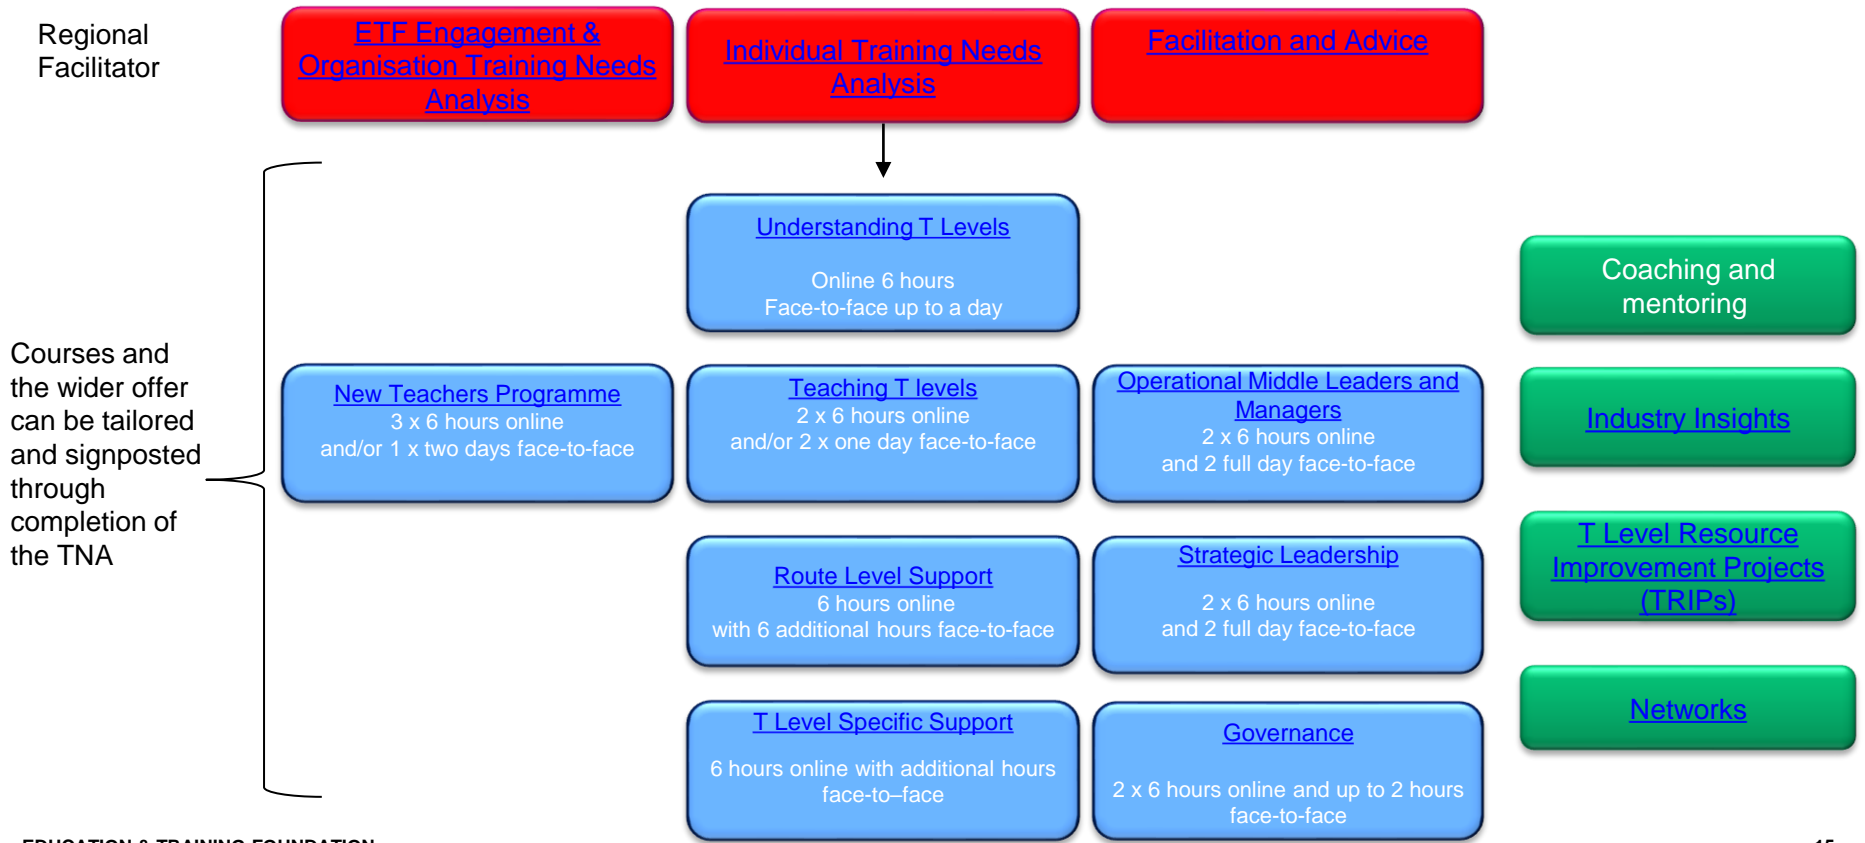 Regional
Facilitator
ETF Engagement &
Organisation Training Needs
Analysis
Individual Training Needs
Analysis
Facilitation and Advice
Courses and
the wider offer
can be tailored
and signposted
through
completion of
the TNA
Understanding T Levels
Online 6 hours
Face-to-face up to a day
New Teachers Programme
3 x 6 hours online
and/or 1 x two days face-to-face
Teaching T levels
2 x 6 hours online
and/or 2 x one day face-to-face
Operational Middle Leaders and
Managers
2 x 6 hours online
and 2 full day face-to-face
Route Level Support
6 hours online
with 6 additional hours face-to-face
Strategic Leadership
2 x 6 hours online
and 2 full day face-to-face
T Level Specific Support
6 hours online with additional hours
face-to–face
Governance
2 x 6 hours online and up to 2 hours
face-to-face
Coaching and
mentoring
Industry Insights
T Level Resource
Improvement Projects
(TRIPs)
Networks
EDUCATION & TRAINING FOUNDATION
15